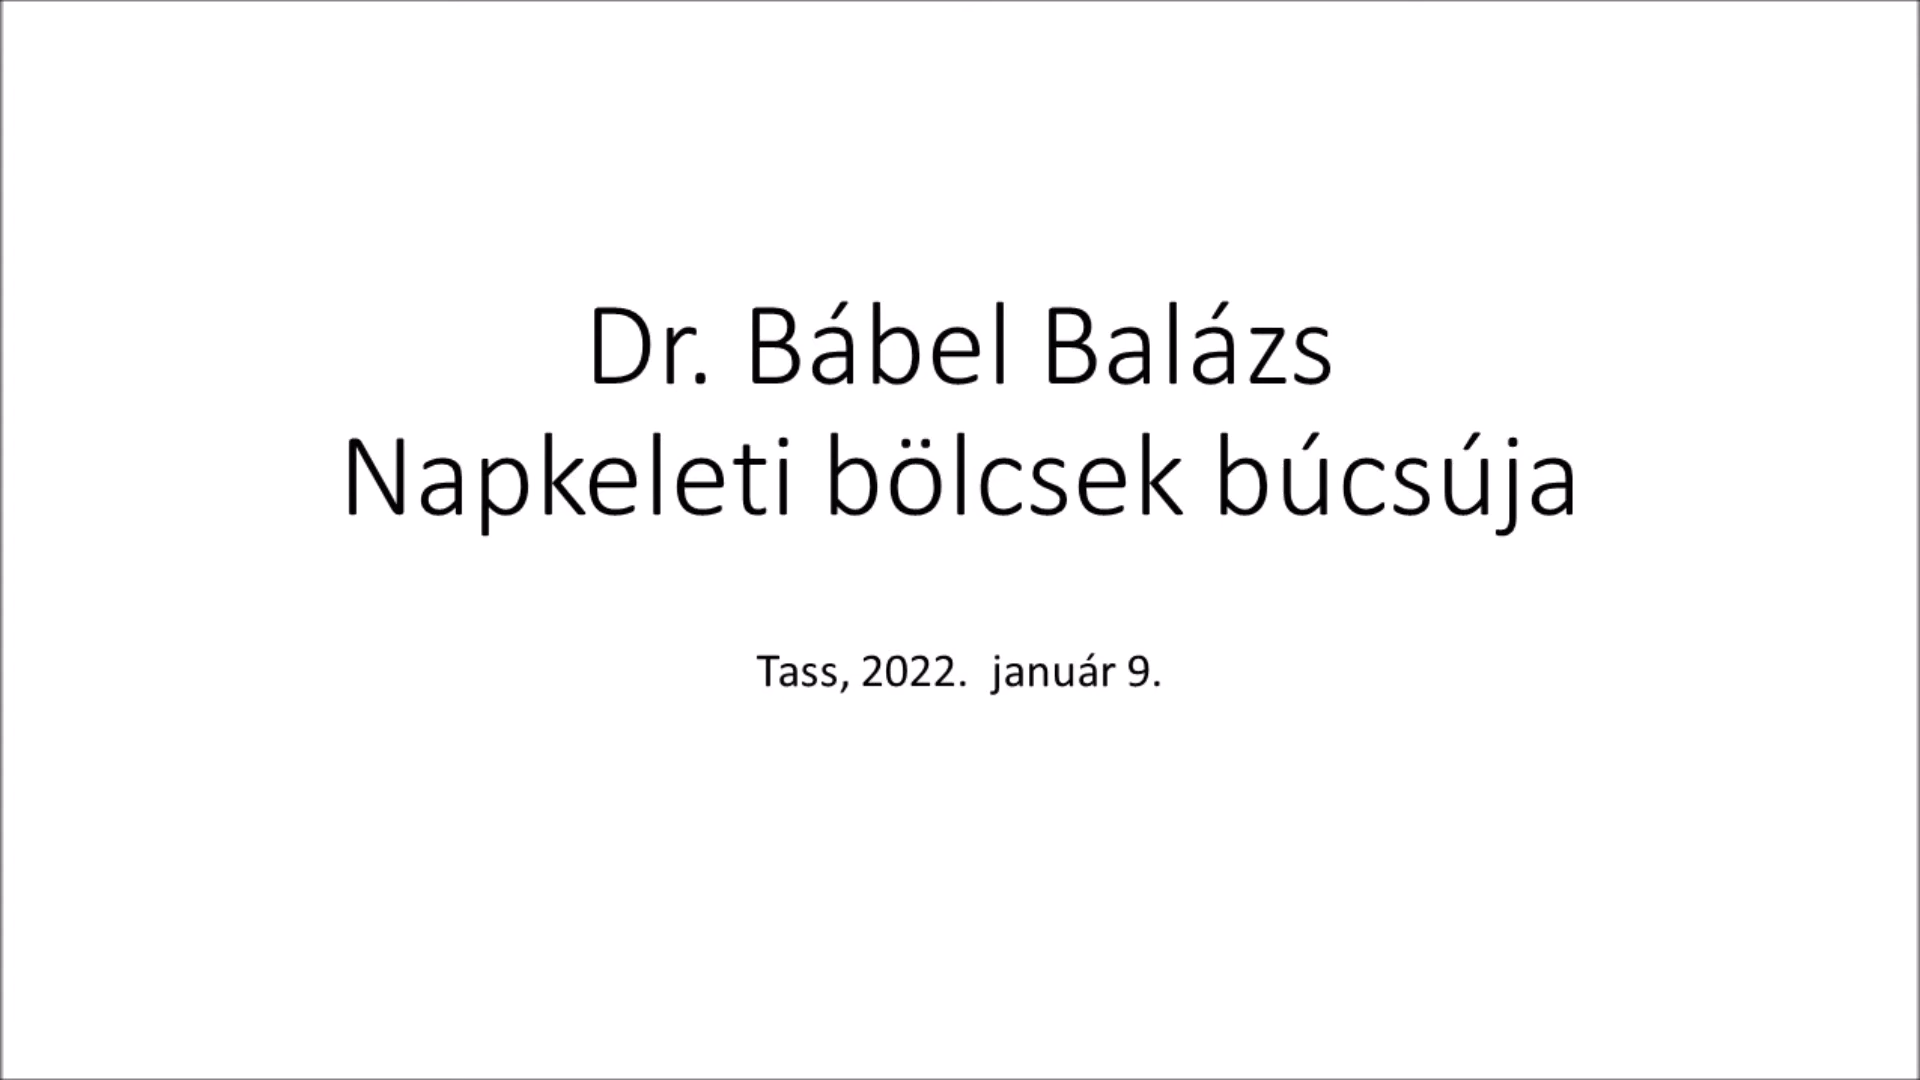 Dr. Bábel Balázs
Napkeleti bölcsek búcsúja
Tass, 2022. január 9.